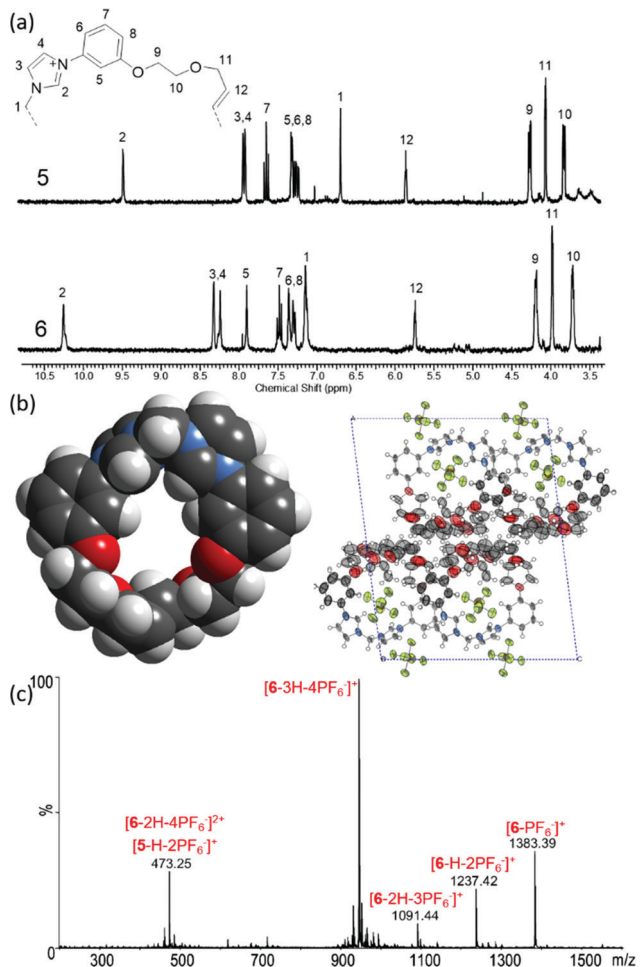 (a)
7
6
8
4
N
+
3
5
O
9
O
11
N
2
10
12
1
2
3,4
7
5,6,8
1
12
9
11
10
5
2
3,4
5
7
6,8
1
12
9
11
10
6
10.5 10.0 9.5 9.0 8.5 8.0 7.5 7.0 6.5 6.0 5.5 5.0 4.5 4.0 3.5
Chemical Shift (ppm)
(b)
(c)
100
%
0
[6-3H-4PF6-]+
[6-2H-4PF6-]2+
[5-H-2PF6-]+
473.25
[6-2H-3PF6-]+
1091.44
[6-H-2PF6-]+
1237.42
[6-PF6-]+
1383.39
300 500 700 900 1100 1300 1500 m/z